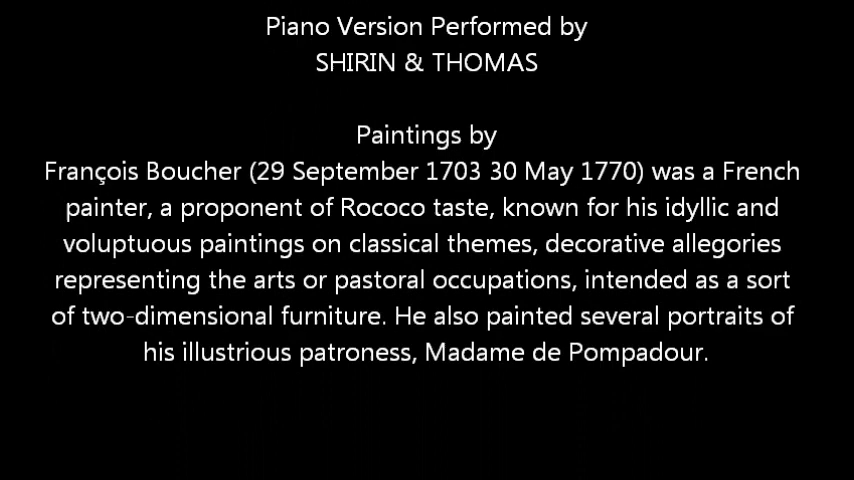 Piano Version Performed by
SHIRIN & THOMAS
Paintings by
François Boucher (29 September 1703 30 May 1770) was a French
painter, a proponent of Rococo taste, known for his idyllic and
voluptuous paintings on classical themes, decorative allegories
representing the arts or pastoral occupations, intended as a sort
of two-dimensional furniture. He also painted several portraits of
his illustrious patroness, Madame de Pompadour.